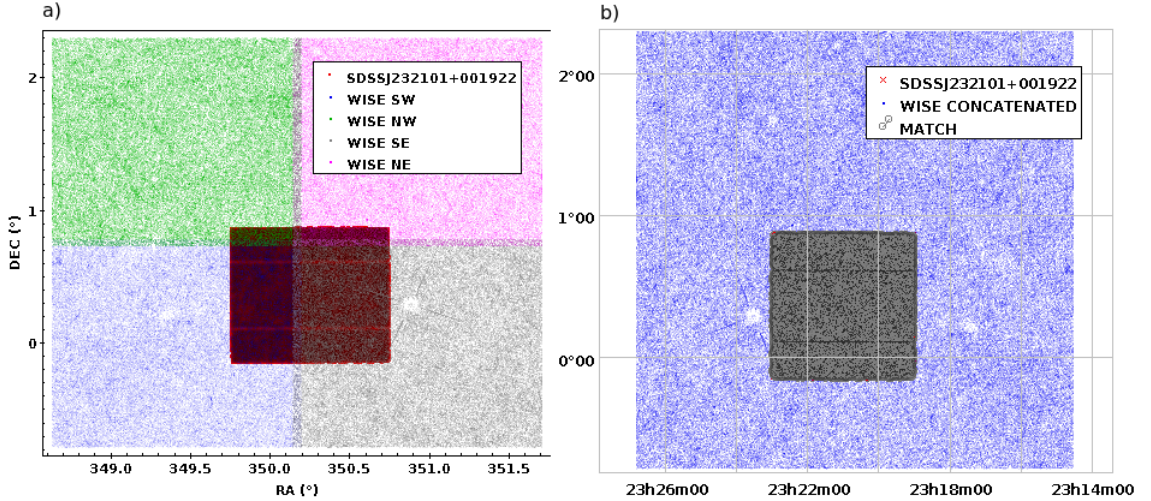 a)
2
1
0
DEC (°)
SDSSJ232101+001922
WISE SW
WISE NW
WISE SE
WISE NE
349.0 349.5 350.0 350.5 351.0 351.5
RA (°)
b)
2°00
1°00
0°00
SDSSJ232101+001922
WISE CONCATENATED
MATCH
23h26m00 23h22m00 23h18m00 23h14m00